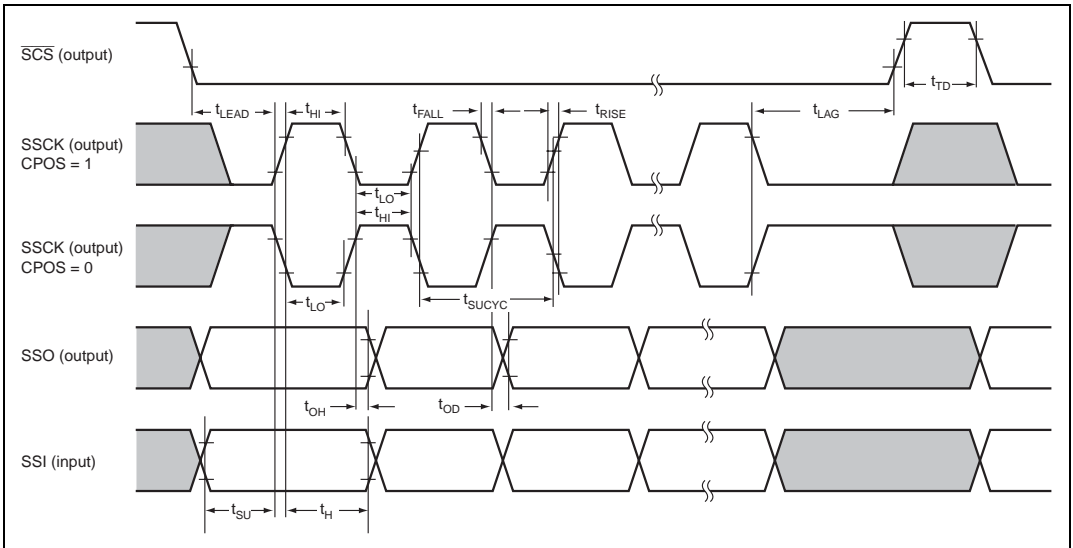 SCS (output)
tTD
tLEAD
tHI
tFALL
tRISE
tLAG
SSCK (output)
CPOS = 1
tLO
tHI
SSCK (output)
CPOS = 0
tLO
tSUCYC
SSO (output)
tOH
tOD
SSI (input)
tSU
tH